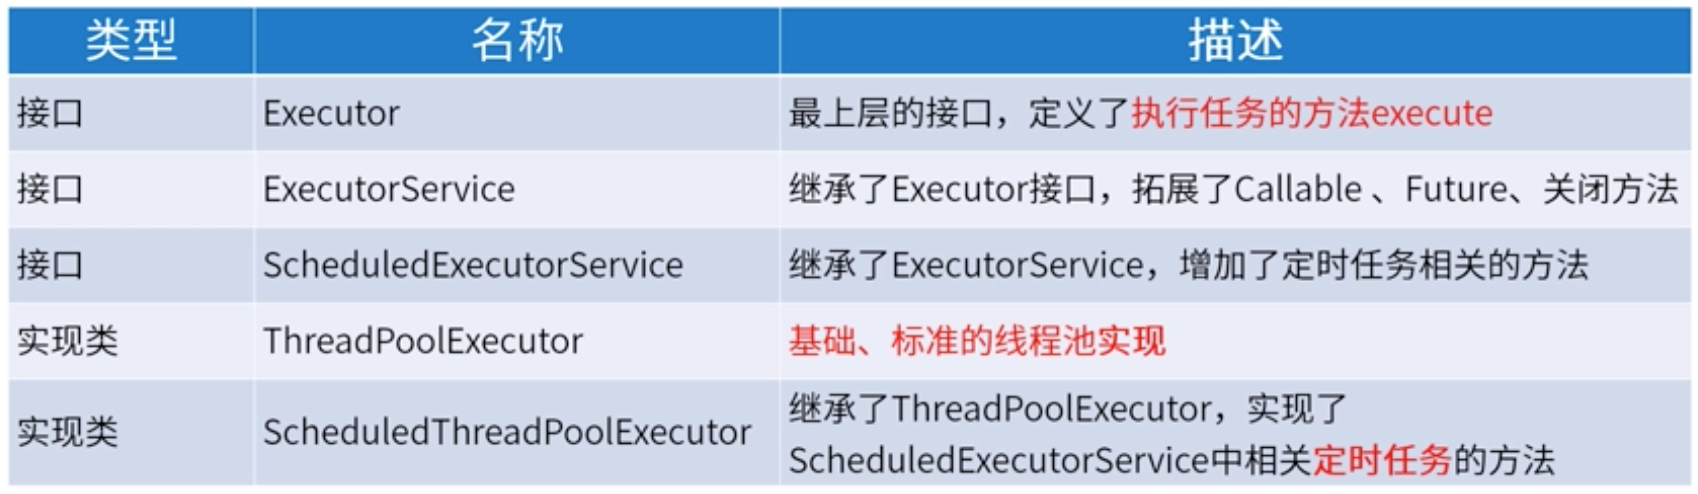 类型 名称 描述
接口 Executor 最上层的接口，定义了执行任务的方法execute
接口 ExecutorService 继承了Executor接口，拓展了Callable 、Future、关闭方法
接口 ScheduledExecutorService 继承了ExecutorService，增加了定时任务相关的方法
实现类 ThreadPoolExecutor 基础、标准的线程池实现
实现类 ScheduledThreadPoolExecutor 继承了ThreadPoolExecutor，实现了
ScheduledExecutorService中相关定时任务的方法